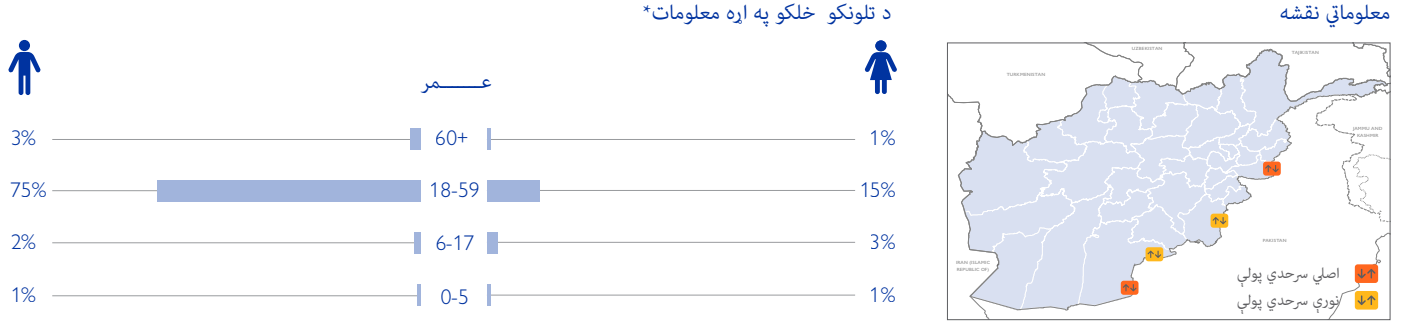 معلوماتي نقشه
د تلونکو خلکو په اړه معلومات*
عـــــمر
3% 60+ 1%
75% 18-59 15%
2% 6-17 3%
1% 0-5 1%
UZBEKISTAN
TAJIKISTAN
TURKMENISTAN
JAMMU AND
KASHMIR
PAKISTAN
IRAN (ISLAMIC
REPUBLIC OF)
اصلي سرحدي پولې
نورې سرحدي پولې